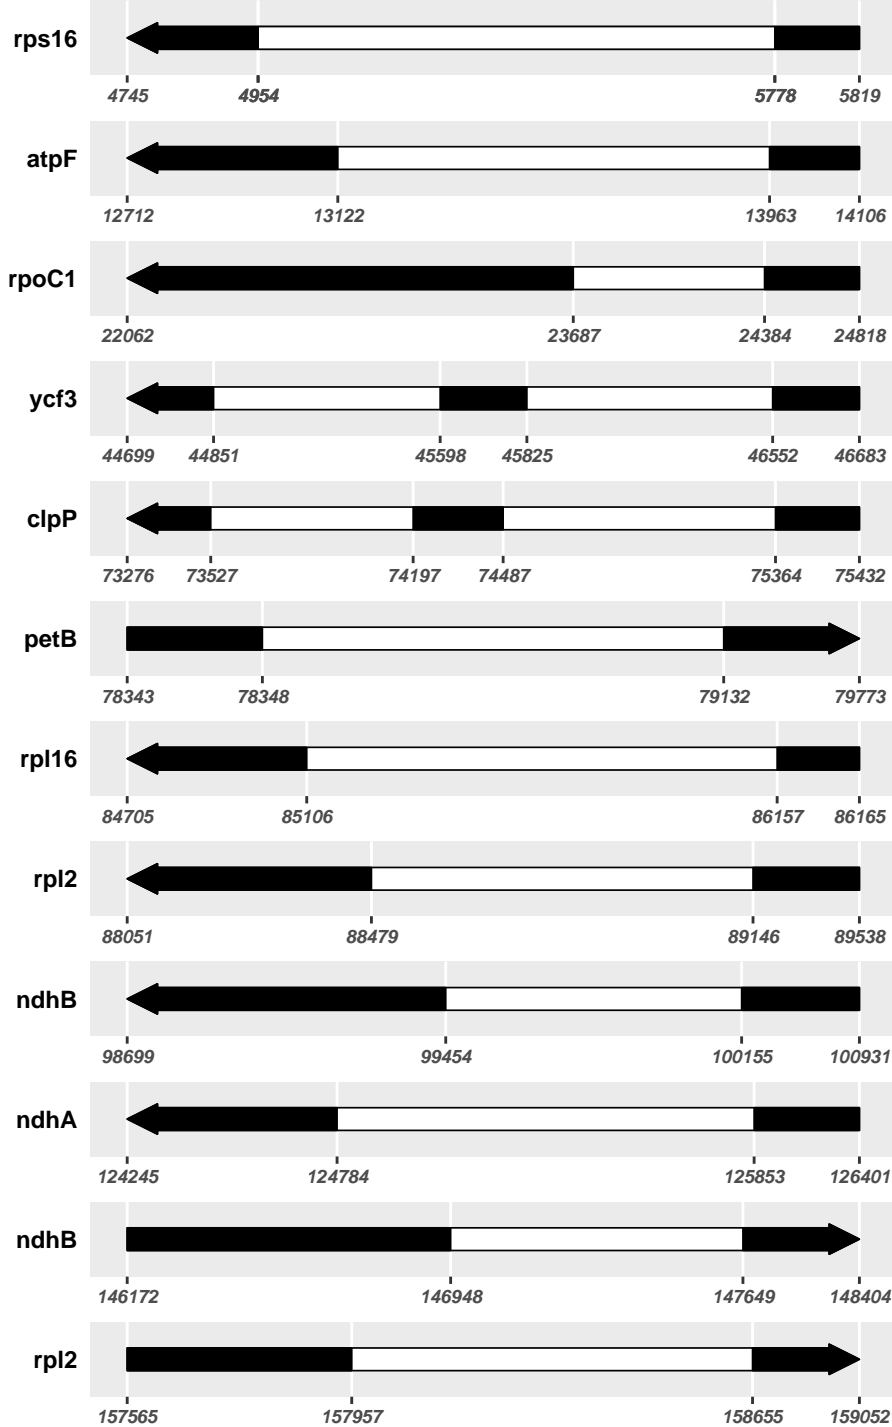 rps16
4745 4954 5778 5819
atpF
12712 13122 13963 14106
rpoC1
22062 23687 24384 24818
ycf3
44699 44851 45598 45825 46552 46683
clpP
73276 73527 74197 74487 75364 75432
petB
78343 78348 79132 79773
rpl16
84705 85106 86157 86165
rpl2
88051 88479 89146 89538
ndhB
98699 99454 100155 100931
ndhA
124245 124784 125853 126401
ndhB
146172 146948 147649 148404
rpl2
157565 157957 158655 159052